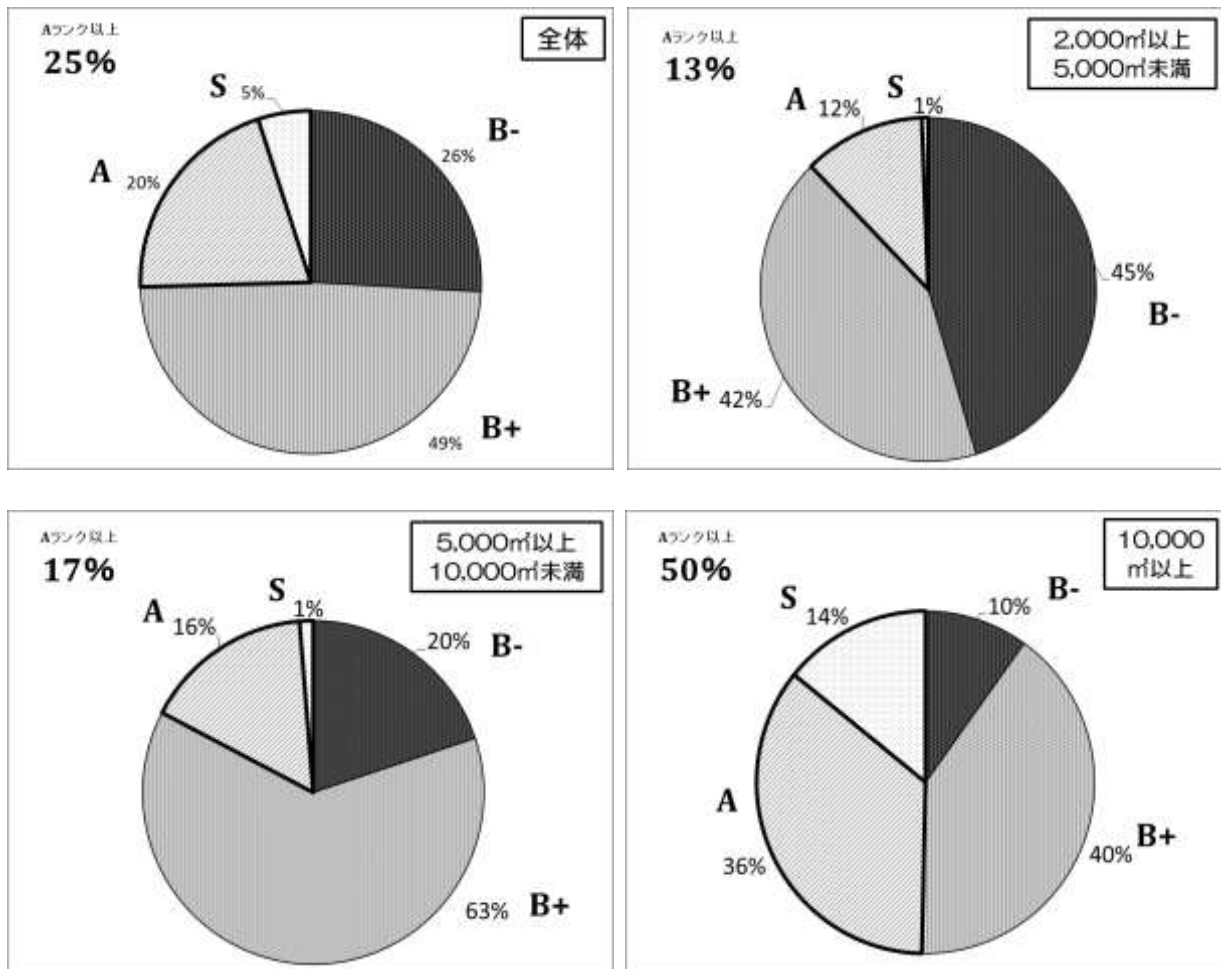 Aランク以上
25%
全体
S 5%
B-
26%
A 20%
49% B+
Aランク以上
13%
2,000㎡以上
5,000㎡未満
A 12%
S
1%
45%
B-
B+ 42%
Aランク以上
17%
5,000㎡以上
10,000㎡未満
A 16%
S
1%
20% B-
63% B+
Aランク以上
50%
10,000
㎡以上
S
14%
B-
10%
A
36%
40% B+